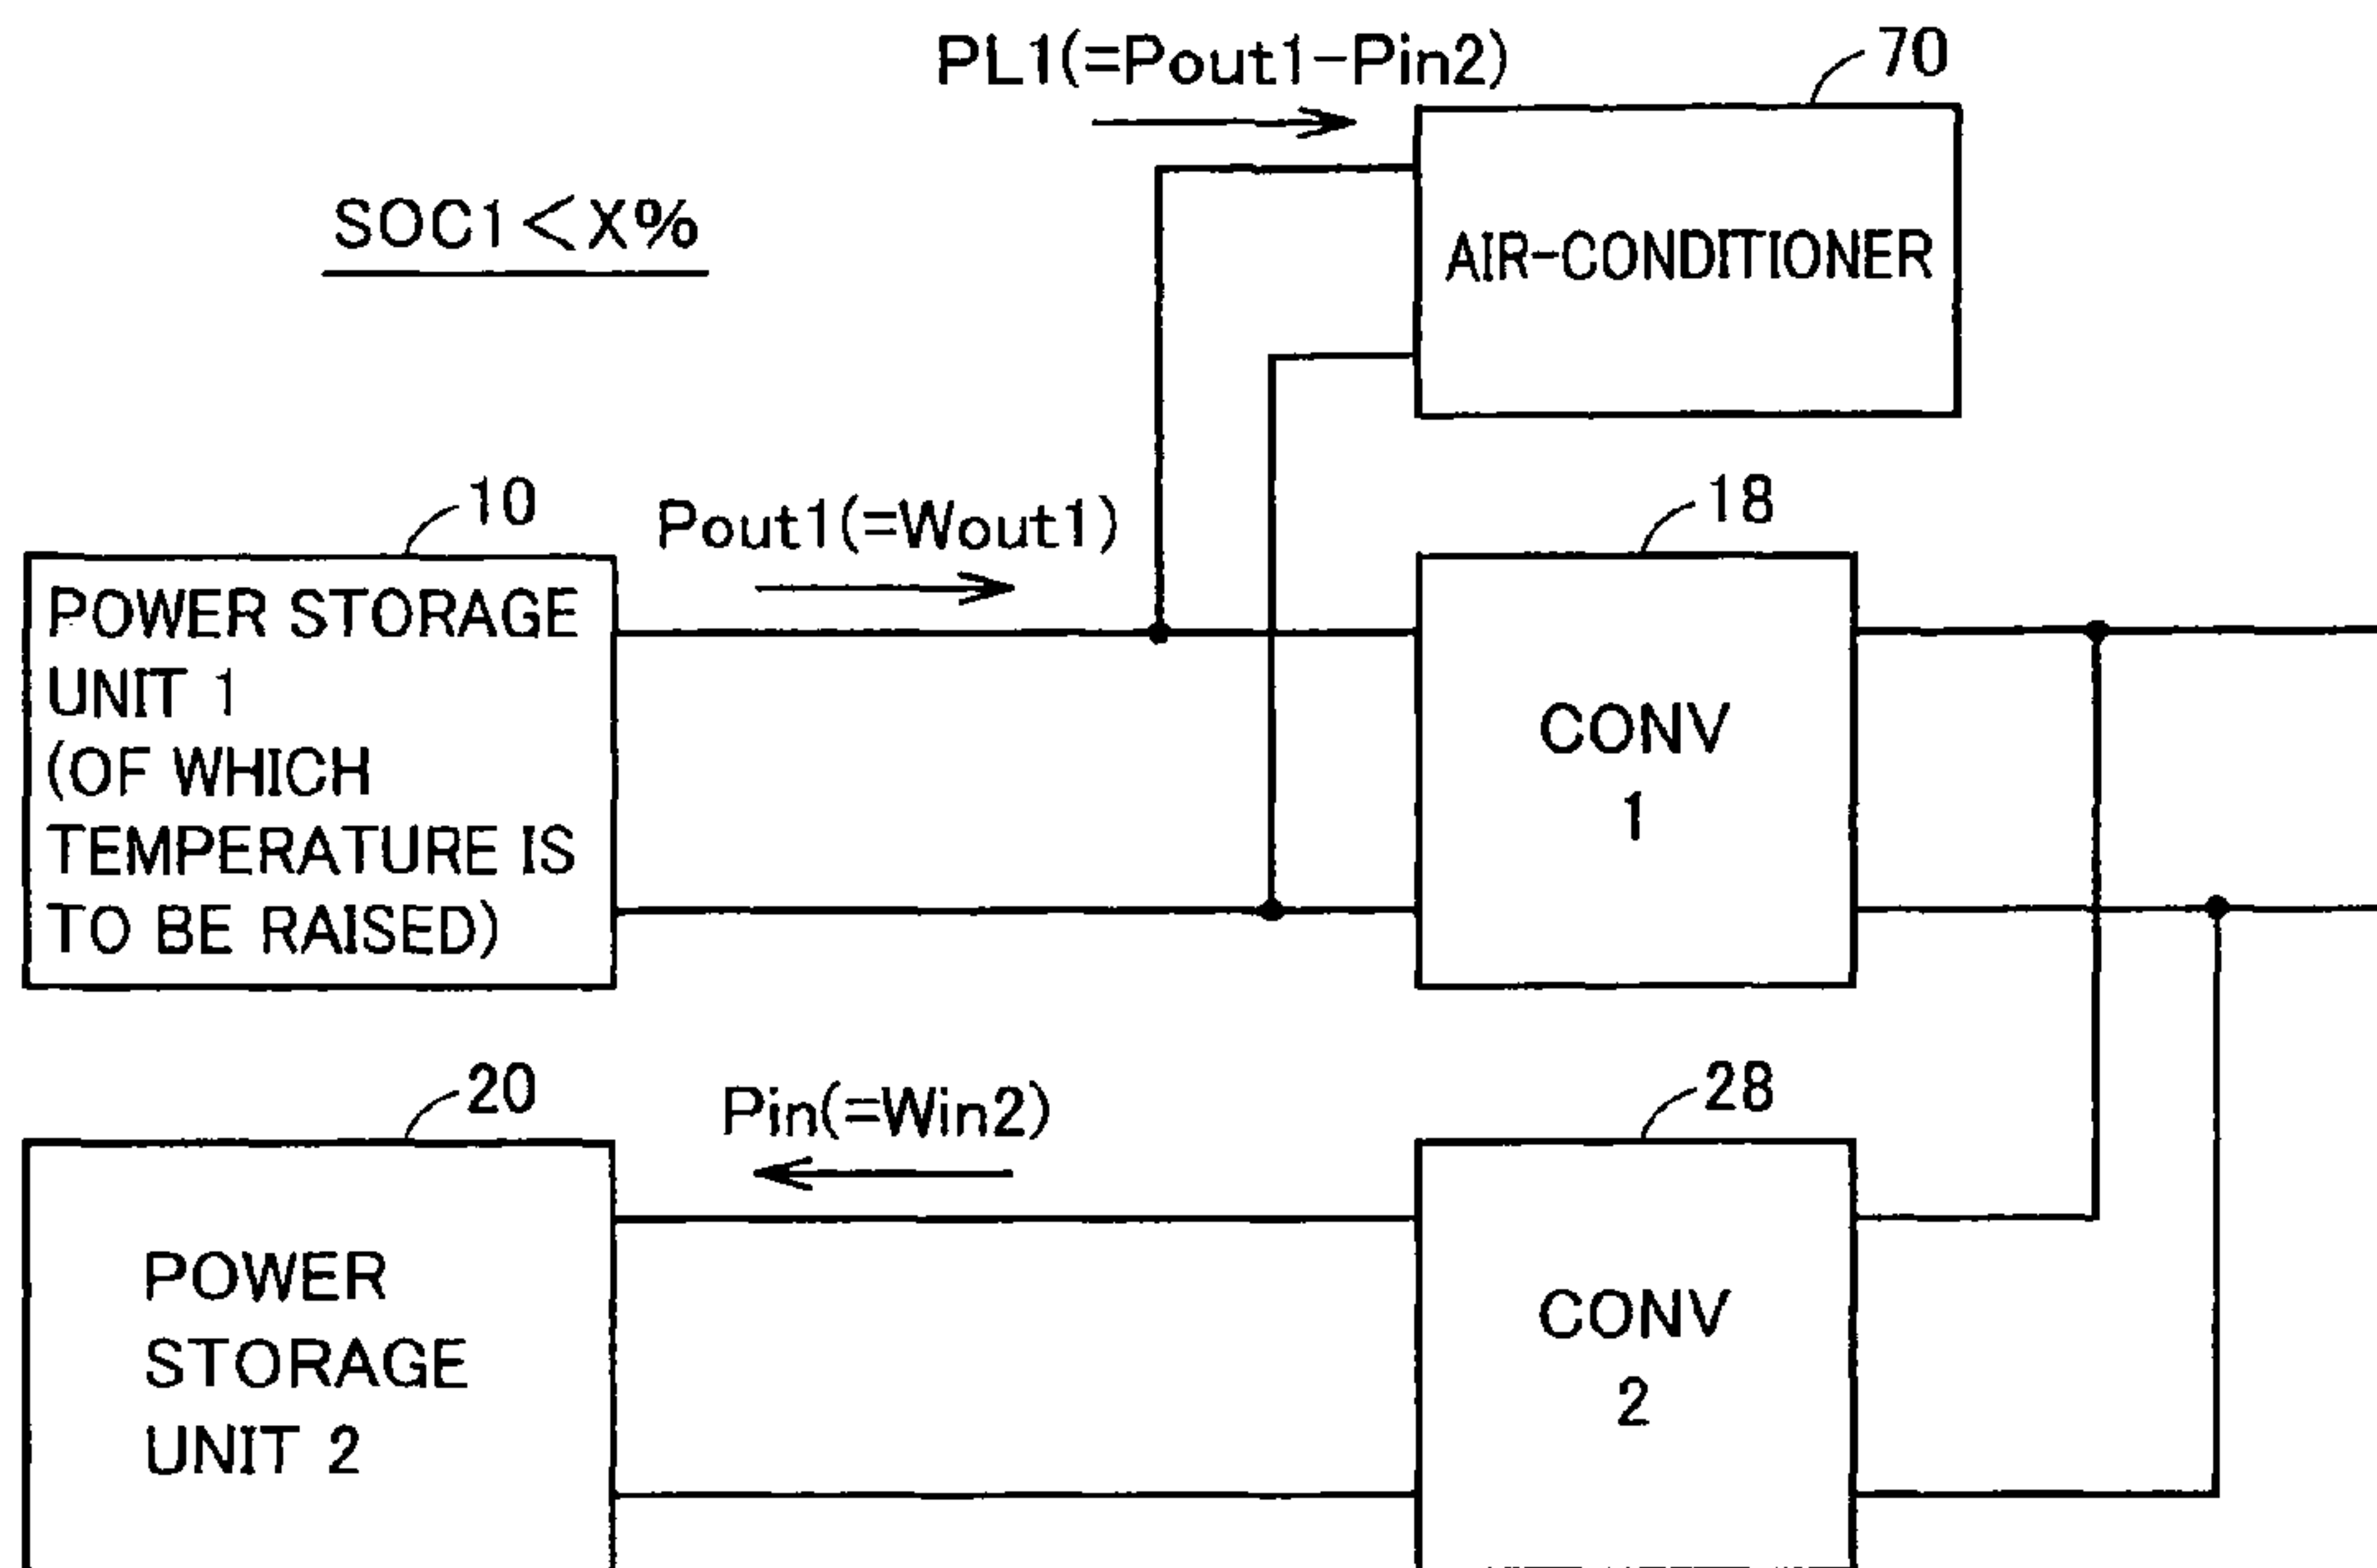 PL1(=Pout1-Pin2)
70
SOC1<X%
AIR-CONDITIONER
10
Pout1(=Wout1)
18
POWER STORAGE
UNIT 1
(OF WHICH
TEMPERATURE IS
TO BE RAISED)
CONV
1
20
Pin(=Win2)
28
POWER
STORAGE
UNIT 2
CONV
2